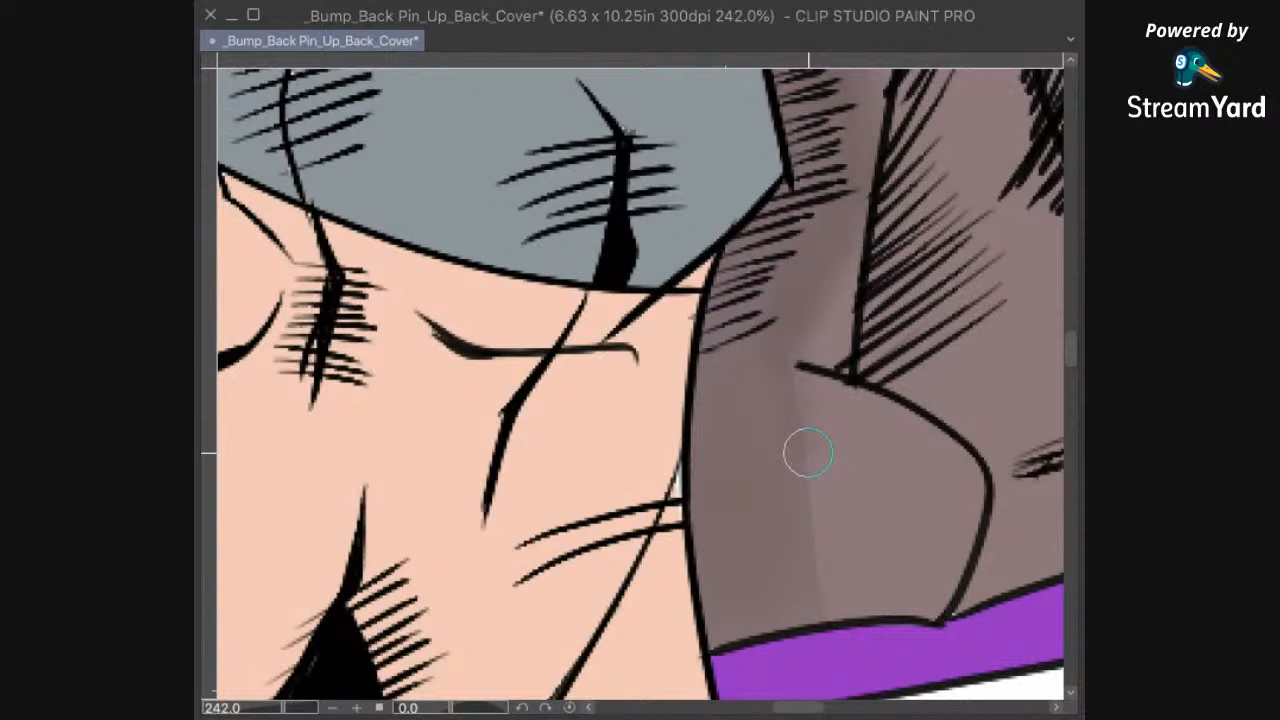 _Bump_Back Pin_Up_Back_Cover* (6.63 x 10.25in 300dpi 242.0%) - CLIP STUDIO PAINT PRO
_Bump_Back Pin_Up_Back_Cover*
Powered by
S
StreamYard
242.0
0.0